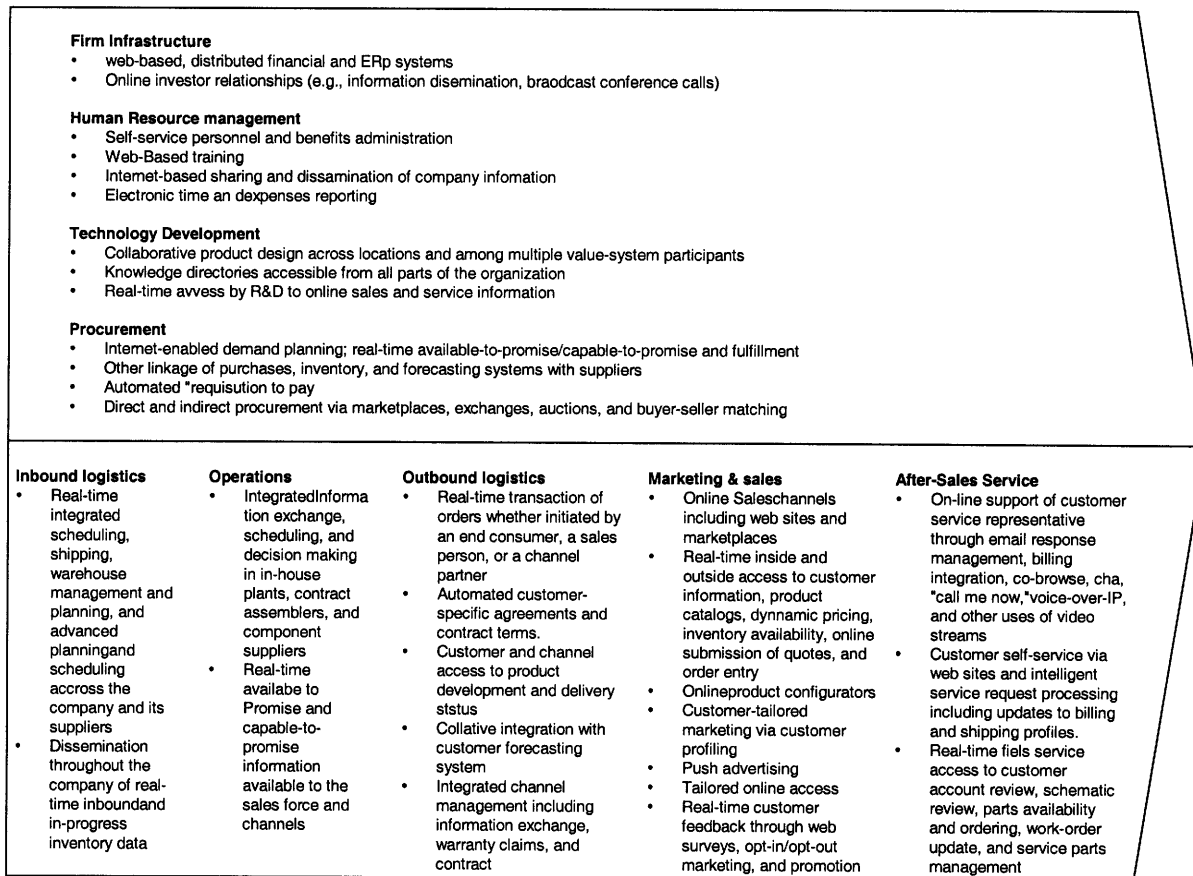 Firm Infrastructure
• web-based, distributed financial and ERp systems
• Online investor relationships (e.g., information disemination, braodcast conference calls)
Human Resource management
• Self-service personnel and benefits administration
• Web-Based training
• Internet-based sharing and dissamination of company infomation
• Electronic time an dexpenses reporting
Technology Development
• Collaborative product design across locations and among multiple value-system participants
• Knowledge directories accessible from all parts of the organization
• Real-time avvess by R&D to online sales and service information
Procurement
• Internet-enabled demand planning; real-time available-to-promise/capable-to-promise and fulfillment
• Other linkage of purchases, inventory, and forecasting systems with suppliers
• Automated "requisution to pay
• Direct and indirect procurement via marketplaces, exchanges, auctions, and buyer-seller matching
Inbound logistics
• Real-time
integrated
scheduling,
shipping,
warehouse
management and
planning, and
advanced
planningand
scheduling
accross the
company and its
suppliers
• Dissemination
throughout the
company of real-
time inboundand
in-progress
inventory data
Operations
• IntegratedInforma
tion exchange,
scheduling, and
decision making
in in-house
plants, contract
assemblers, and
component
suppliers
• Real-time
availabe to
Promise and
capable-to-
promise
information
available to the
sales force and
channels
Outbound logistics
• Real-time transaction of
orders whether initiated by
an end consumer, a sales
person, or a channel
partner
• Automated customer-
specific agreements and
contract terms.
• Customer and channel
access to product
development and delivery
ststus
• Collative integration with
customer forecasting
system
• Integrated channel
management including
information exchange,
warranty claims, and
contract
Marketing & sales
• Online Saleschannels
including web sites and
marketplaces
• Real-time inside and
outside access to customer
information, product
catalogs, dynnamic pricing,
inventory availability, online
submission of quotes, and
order entry
• Onlineproduct configurators
• Customer-tailored
marketing via customer
profiling
• Push advertising
• Tailored online access
• Real-time customer
feedback through web
surveys, opt-in/opt-out
marketing, and promotion
After-Sales Service
• On-line support of customer
service representative
through email response
management, billing
integration, co-browse, cha,
"call me now,"voice-over-IP,
and other uses of video
streams
• Customer self-service via
web sites and intelligent
service request processing
including updates to billing
and shipping profiles.
• Real-time fiels service
access to customer
account review, schematic
review, parts availability
and ordering, work-order
update, and service parts
management